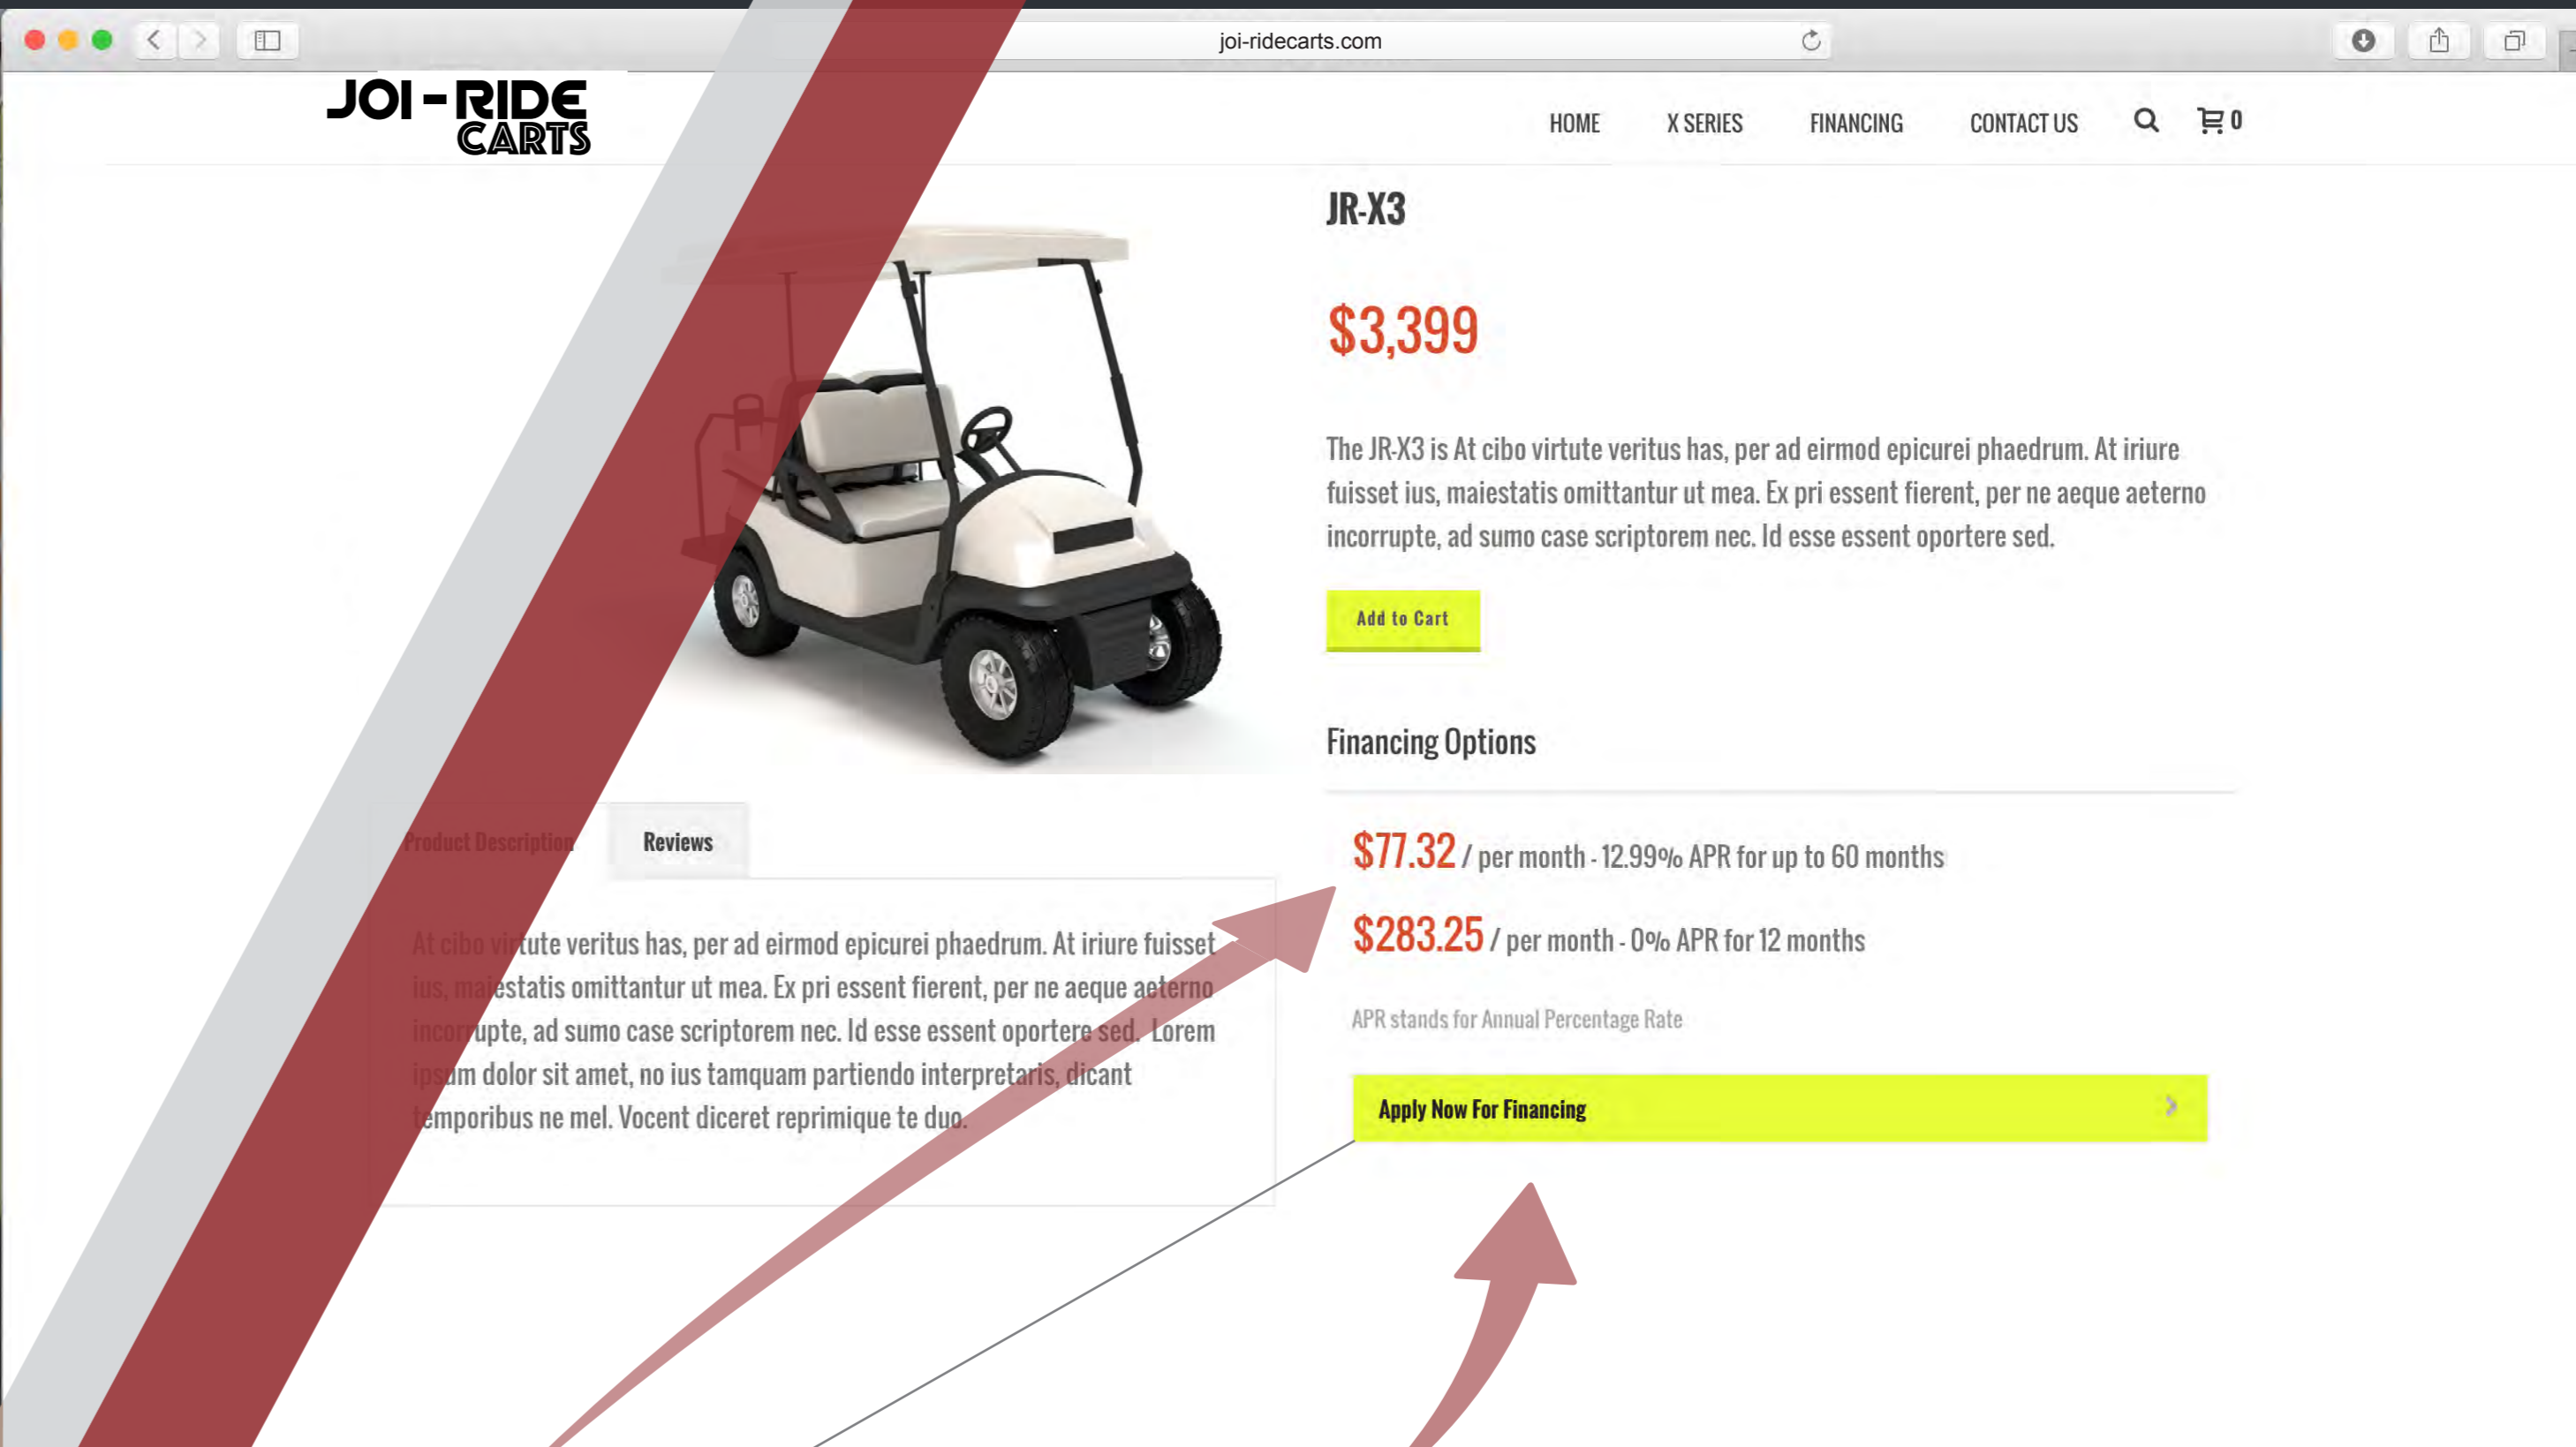 joi-ridecarts.com
JOI-RIDE
CARTS
HOME X SERIES FINANCING CONTACT US 0
JR-X3
$3,399
The JR-X3 is At cibo virtute veritus has, per ad eirmod epicurei phaedrum. At iriure
fuisset ius, maiestatis omittantur ut mea. Ex pri essent fierent, per ne aeque aeterno
incorrupte, ad sumo case scriptorem nec. Id esse essent oportere sed.
Add to Cart
Financing Options
$77.32 / per month - 12.99% APR for up to 60 months
$283.25 / per month - 0% APR for 12 months
APR stands for Annual Percentage Rate
Apply Now For Financing
Product Description Reviews
At cibo virtute veritus has, per ad eirmod epicurei phaedrum. At iriure fuisset
ius, maiestatis omittantur ut mea. Ex pri essent fierent, per ne aeque aeterno
incorrupte, ad sumo case scriptorem nec. Id esse essent oportere sed. Lorem
ipsum dolor sit amet, no ius tamquam partiendo interpretaris, dicant
temporibus ne mel. Vocent diceret reprimique te duo.